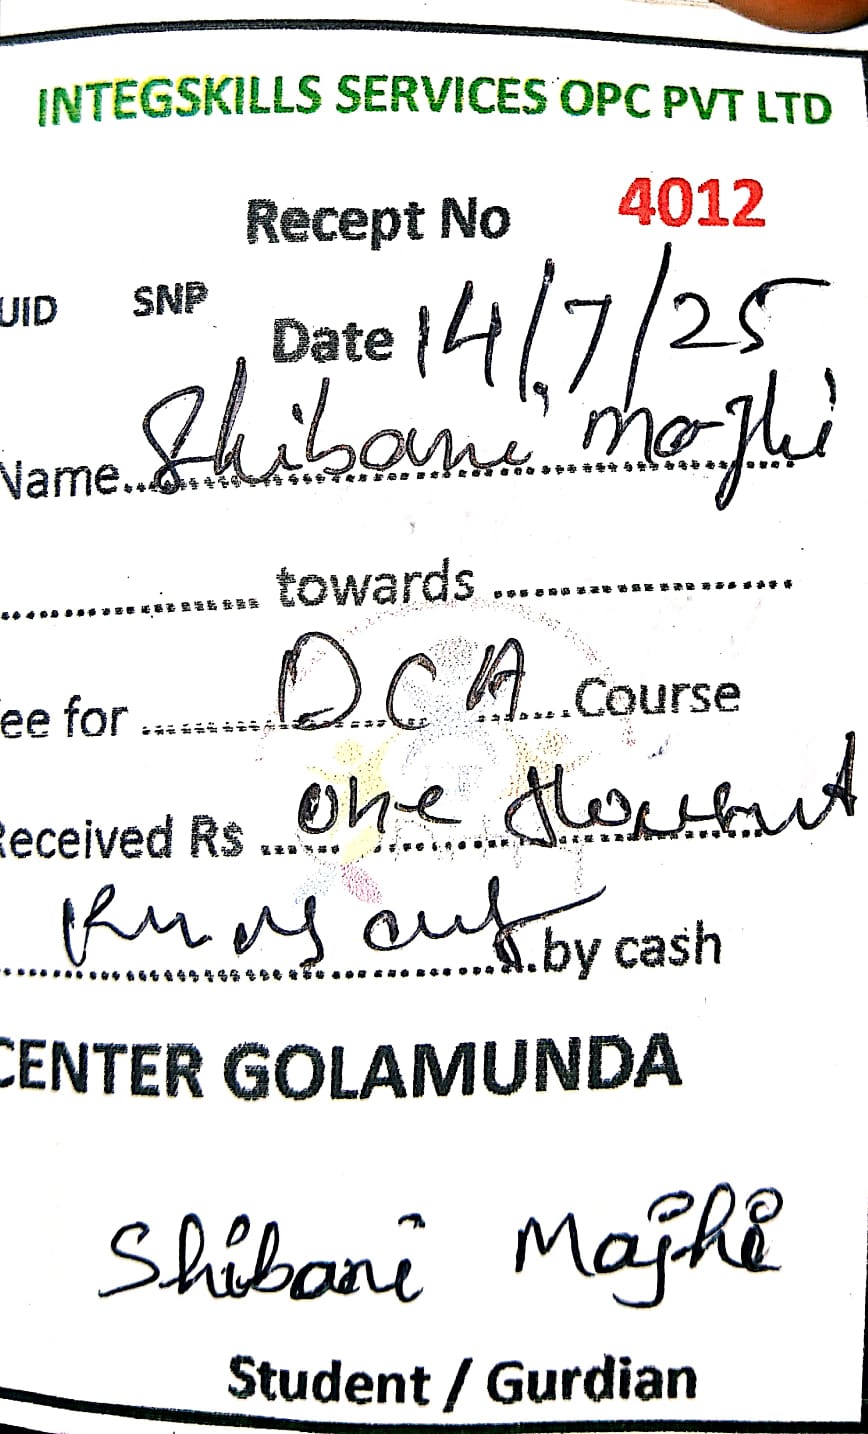 INTEGSKILLS SERVICES OPC PVT LTD
Recept No 4012
UID SNP
Date 14/7/25
Name Shibani Majhi
towards
ee for DCA Course
Received Rs one
by cash
CENTER GOLAMUNDA
Shibani Majhi
Student / Gurdian